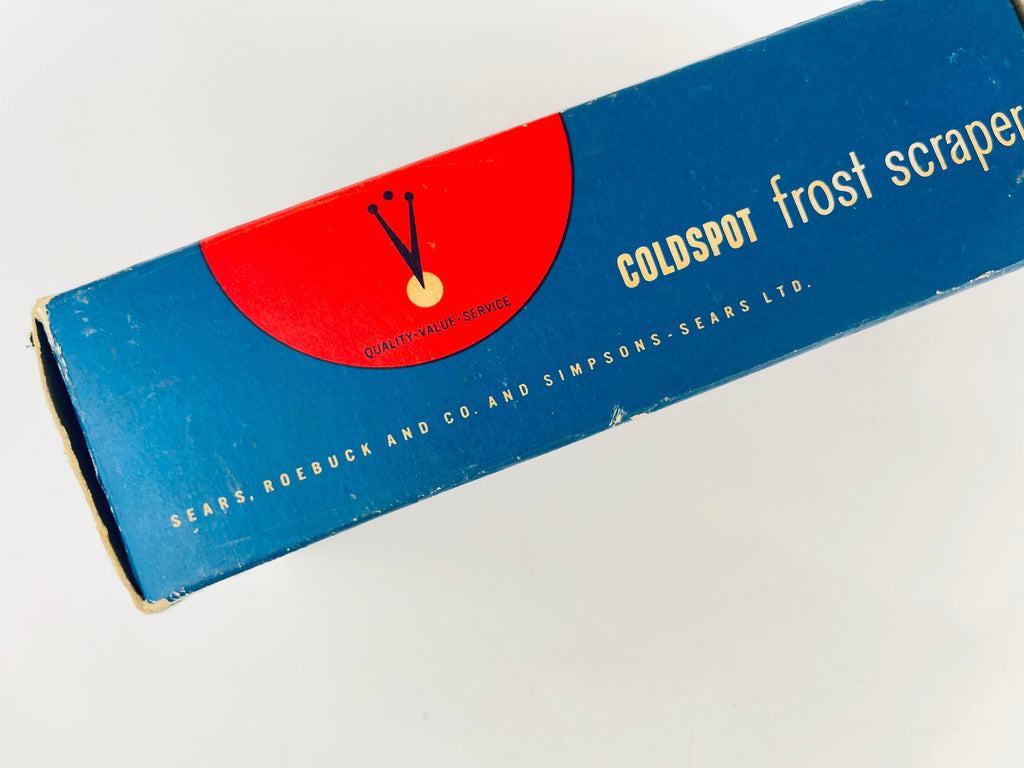 QUALITY·VALUE·SERVICE
COLDSPOT frost scraper
SEARS, ROEBUCK AND CO. AND SIMPSONS-SEARS LTD.